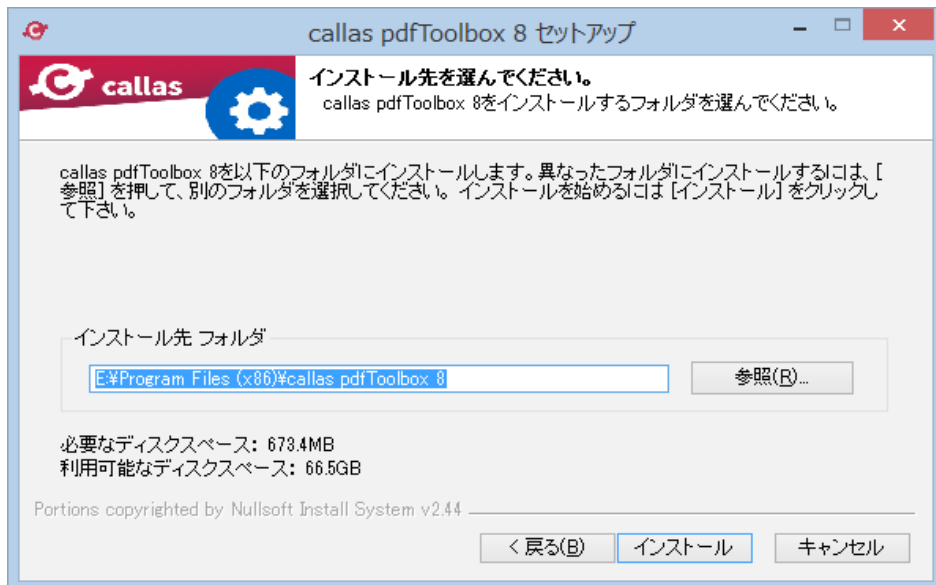 callas pdfToolbox 8 セットアップ
callas
インストール先を選んでください。
callas pdfToolbox 8をインストールするフォルダを選んでください。
callas pdfToolbox 8を以下のフォルダにインストールします。異なったフォルダにインストールするには、[
参照] を押して、別のフォルダを選択してください。インストールを始めるには [インストール] をクリックし
て下さい。
インストール先 フォルダ
E:¥Program Files (x86)¥callas pdfToolbox 8
参照(R)...
必要なディスクスペース: 673.4MB
利用可能なディスクスペース: 66.5GB
Portions copyrighted by Nullsoft Install System v2.44
< 戻る(B)
インストール
キャンセル